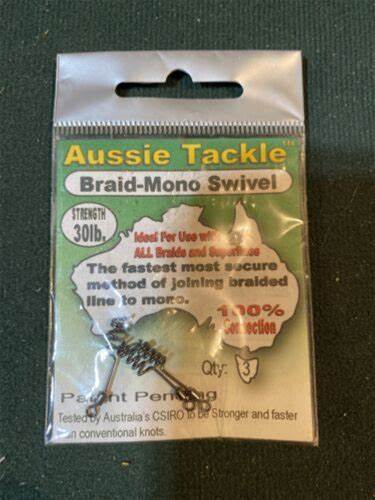 Aussie Tackle™
Braid-Mono Swivel
STRENGTH
30lb.
Ideal For Use with
ALL Braids and Superlines
The fastest most secure
method of joining braided
line to mono.
100%
Connection
Qty: 3
Patent Pending
Tested by Australia's CSIRO to be Stronger and faster
than conventional knots.